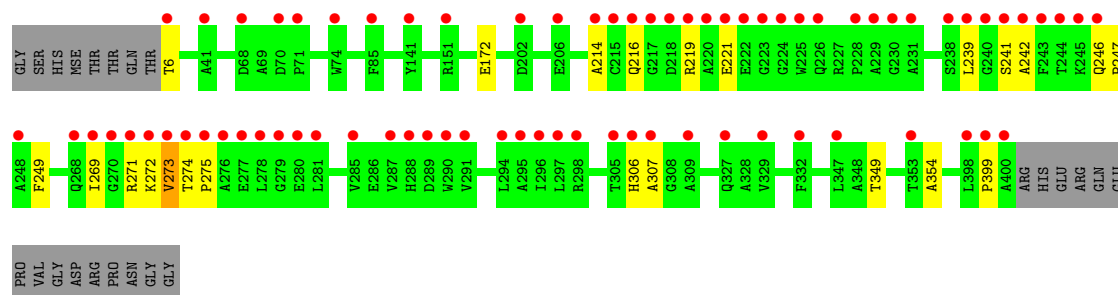 GLY SER HIS MSE THR THR GLN THR T6 A41 D68 A69 D70 P71 W74 F85 Y141 R151 E172 D202 E206 A214 C215 Q216 G217 D218 R219 A220 E221 E222 G223 G224 W225 Q226 R227 P228 A229 G230 A231 S238 L239 G240 S241 A242 F243 T244 K245 Q246 P247
A248 F249 Q268 I269 G270 R271 K272 V273 T274 P275 A276 E277 L278 G279 E280 L281 V285 E286 V287 H288 D289 W290 V291 L294 A295 I296 L297 R298 T305 H306 A307 G308 A309 Q327 A328 V329 F332 L347 A348 T349 T353 A354 L398 P399 A400 ARG HIS GLU ARG GLN GLU
PRO VAL GLY ASP ARG PRO ASN GLY GLY